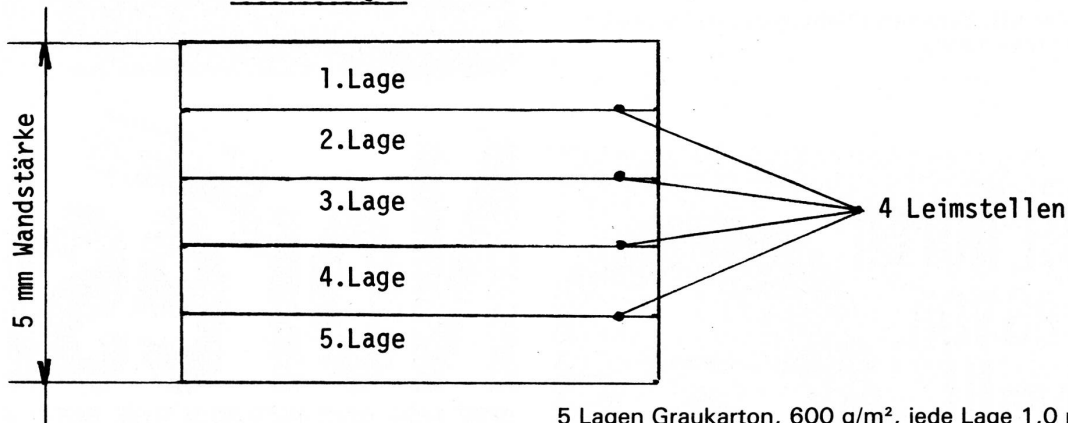 1.Lage
2.Lage
3.Lage
4.Lage
5.Lage
5 mm Wandstärke
4 Leimstellen
5 Lagen Graukarton, 600 g/m², jede Lage 1,0